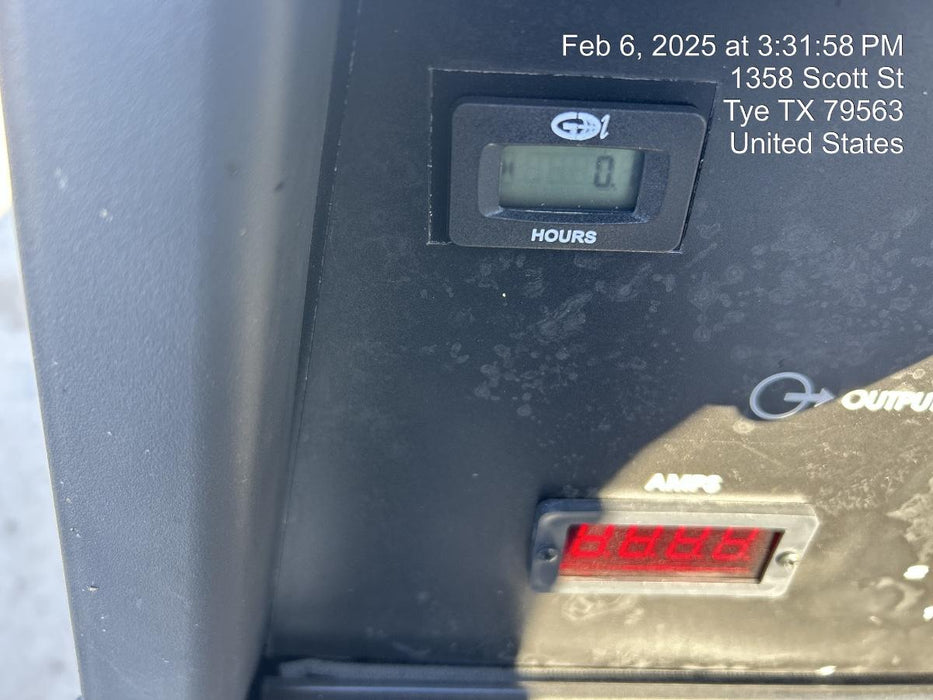 Feb 6, 2025 at 3:31:58 PM
1358 Scott St
Tye TX 79563
United States
GDI
0
HOURS
AMPS